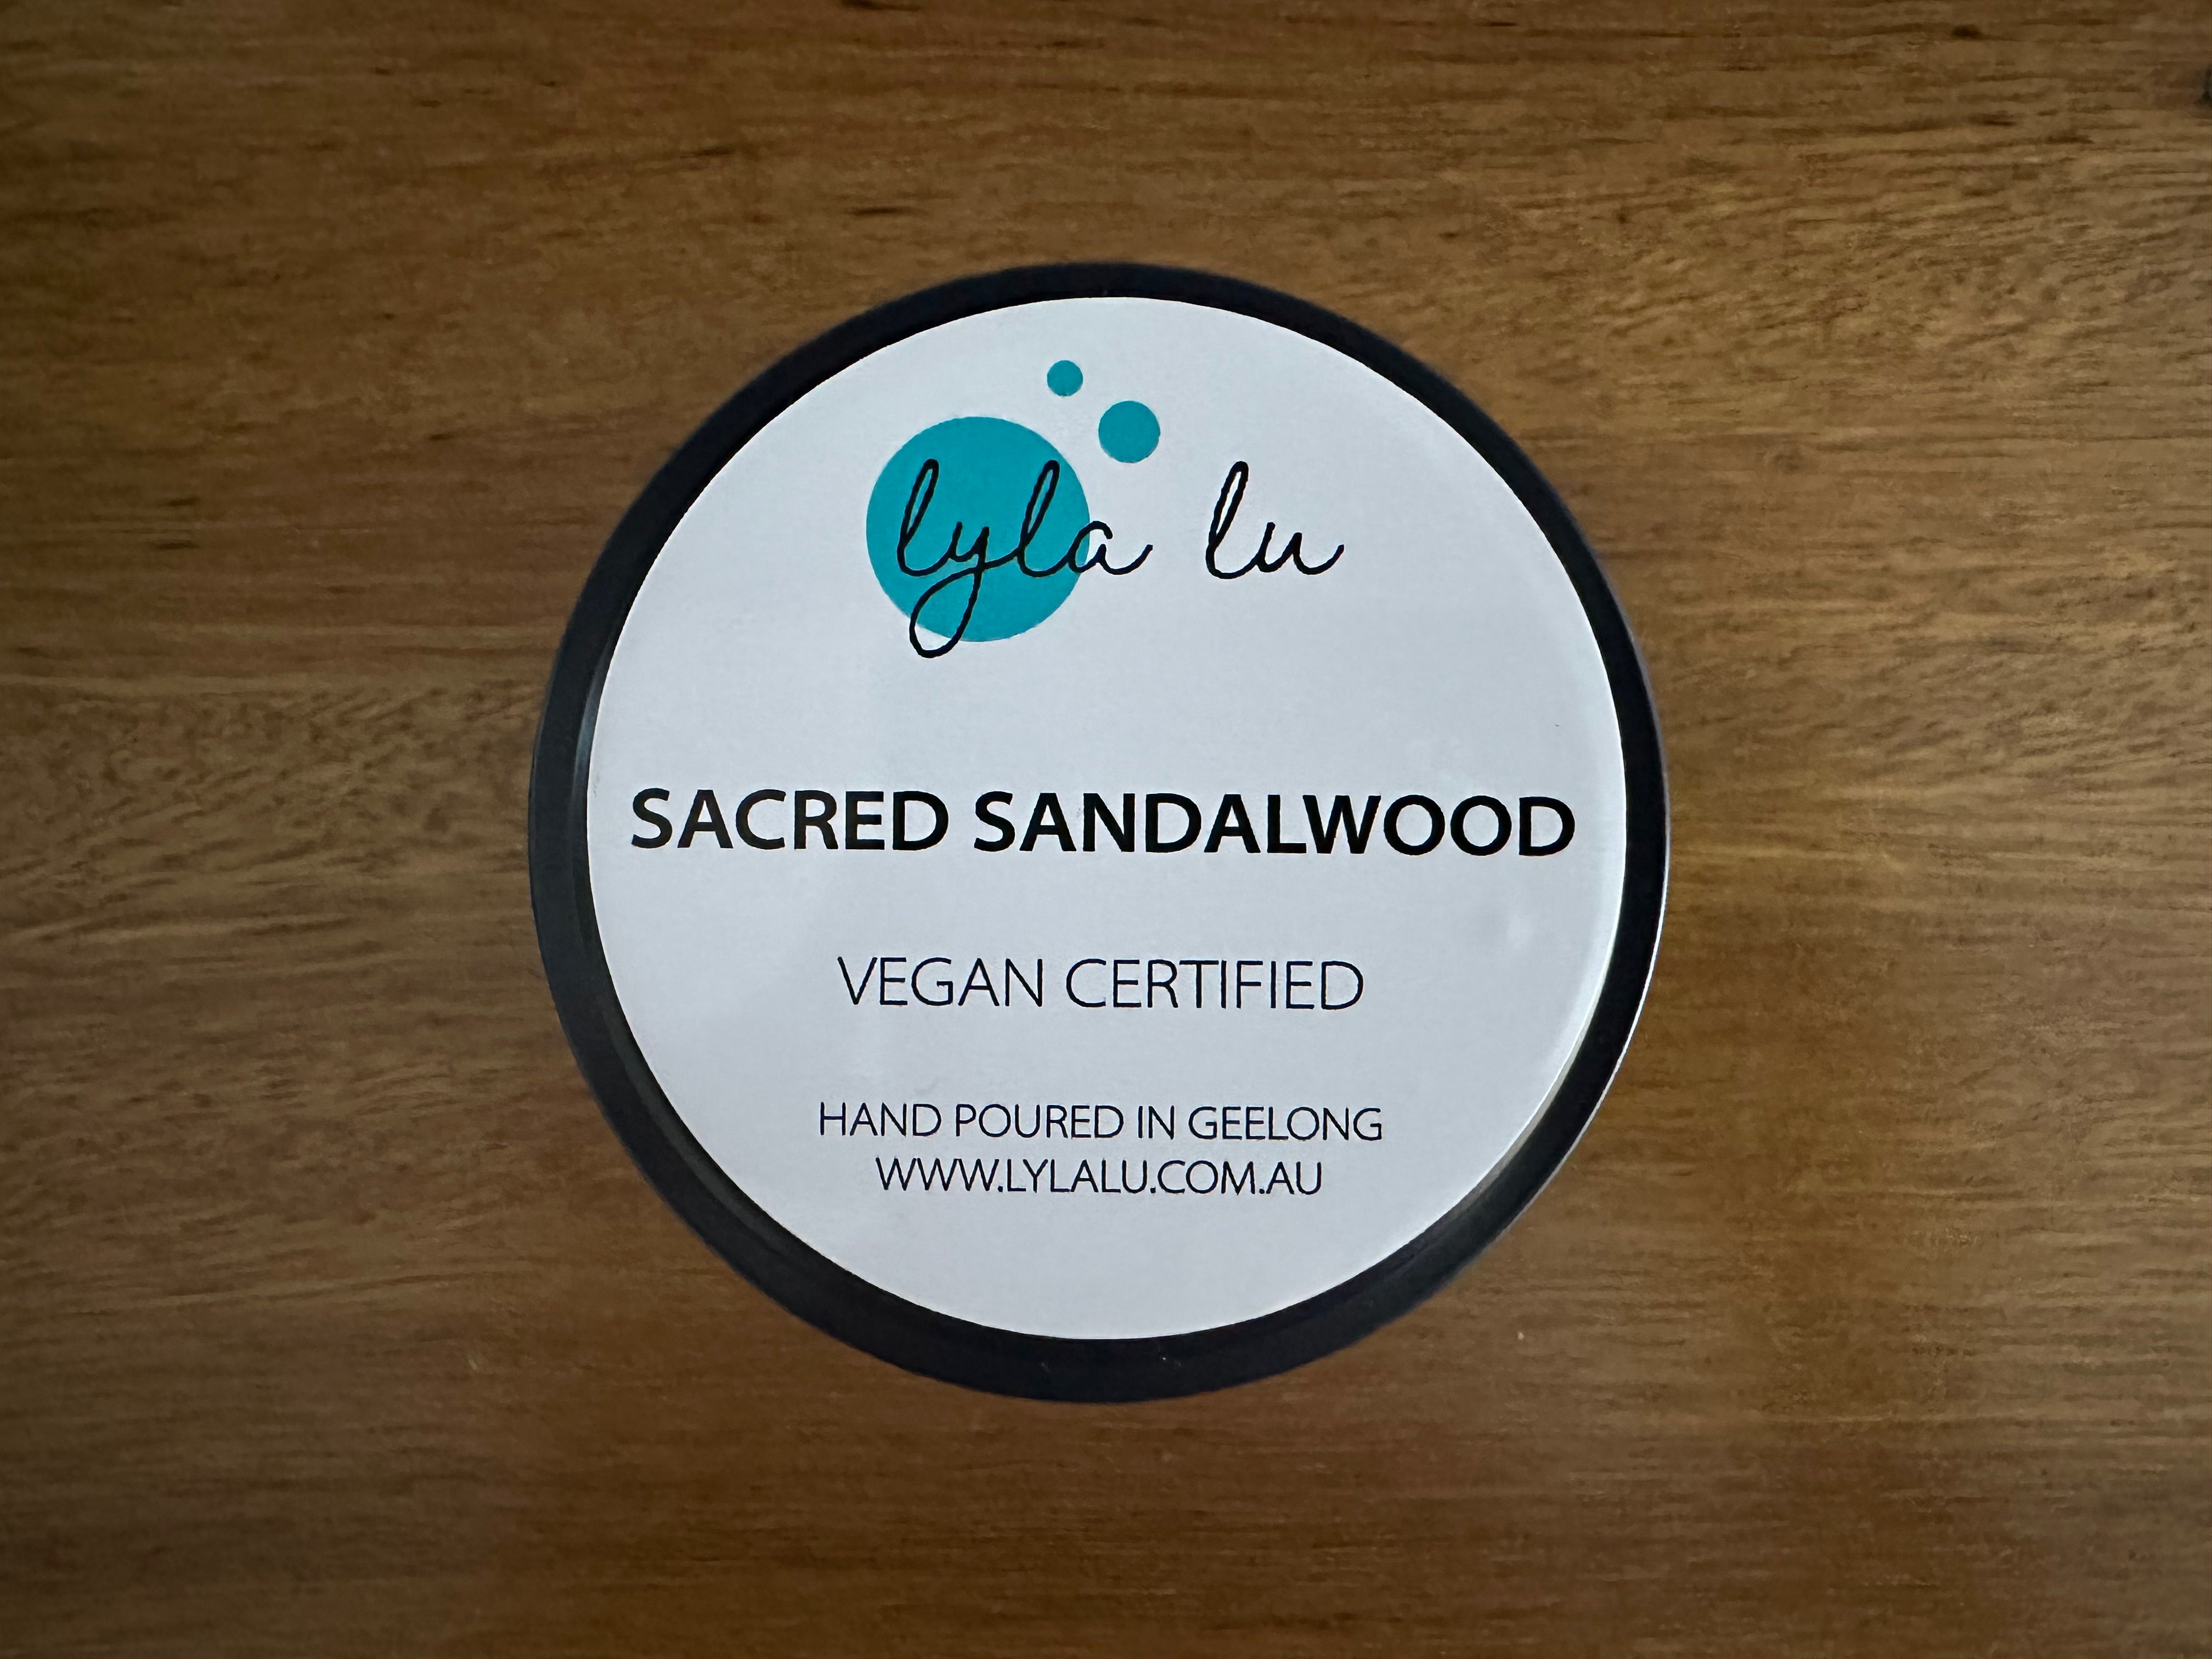 lyla lu
SACRED SANDALWOOD
VEGAN CERTIFIED
HAND POURED IN GEELONG
WWW.LYLALU.COM.AU